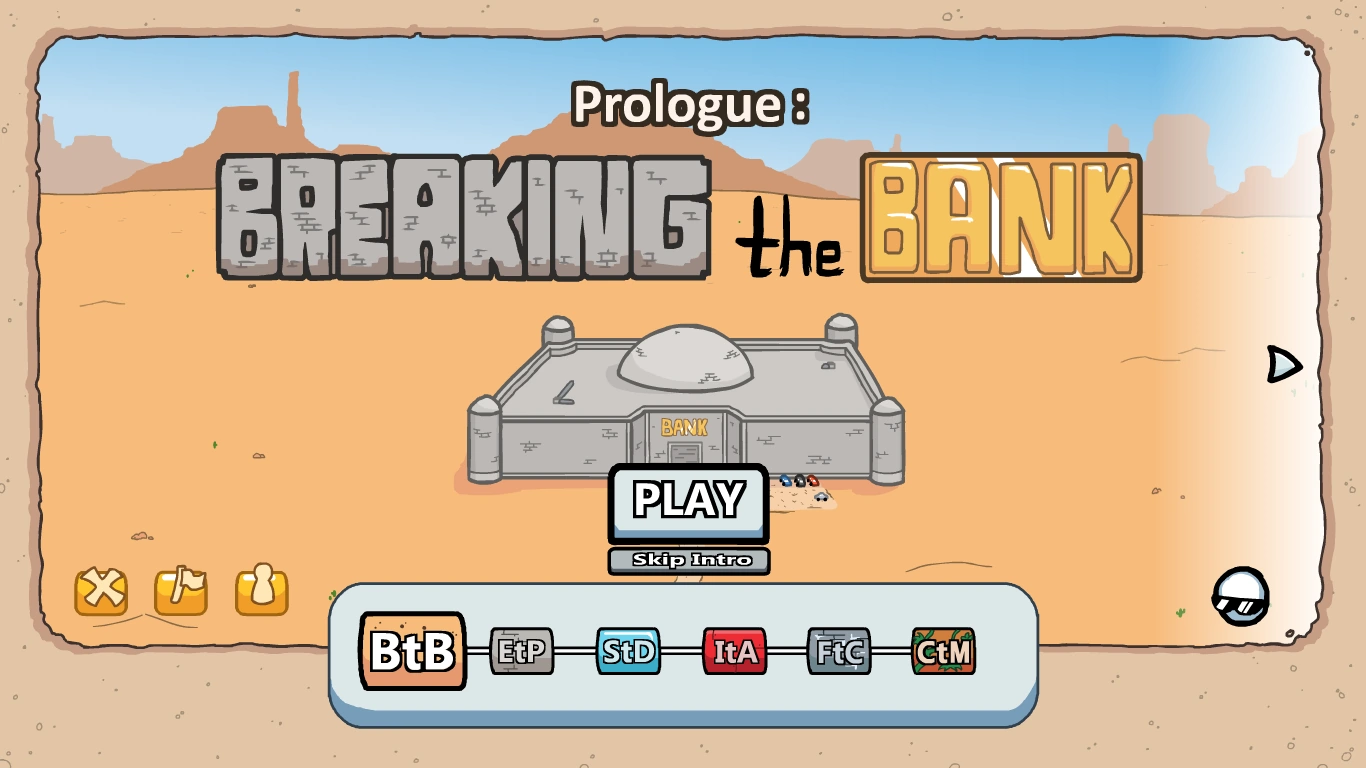 Prologue :
BREAKING the BANK
BANK
PLAY
Skip Intro
BtB EtP StD ItA FtC CtM